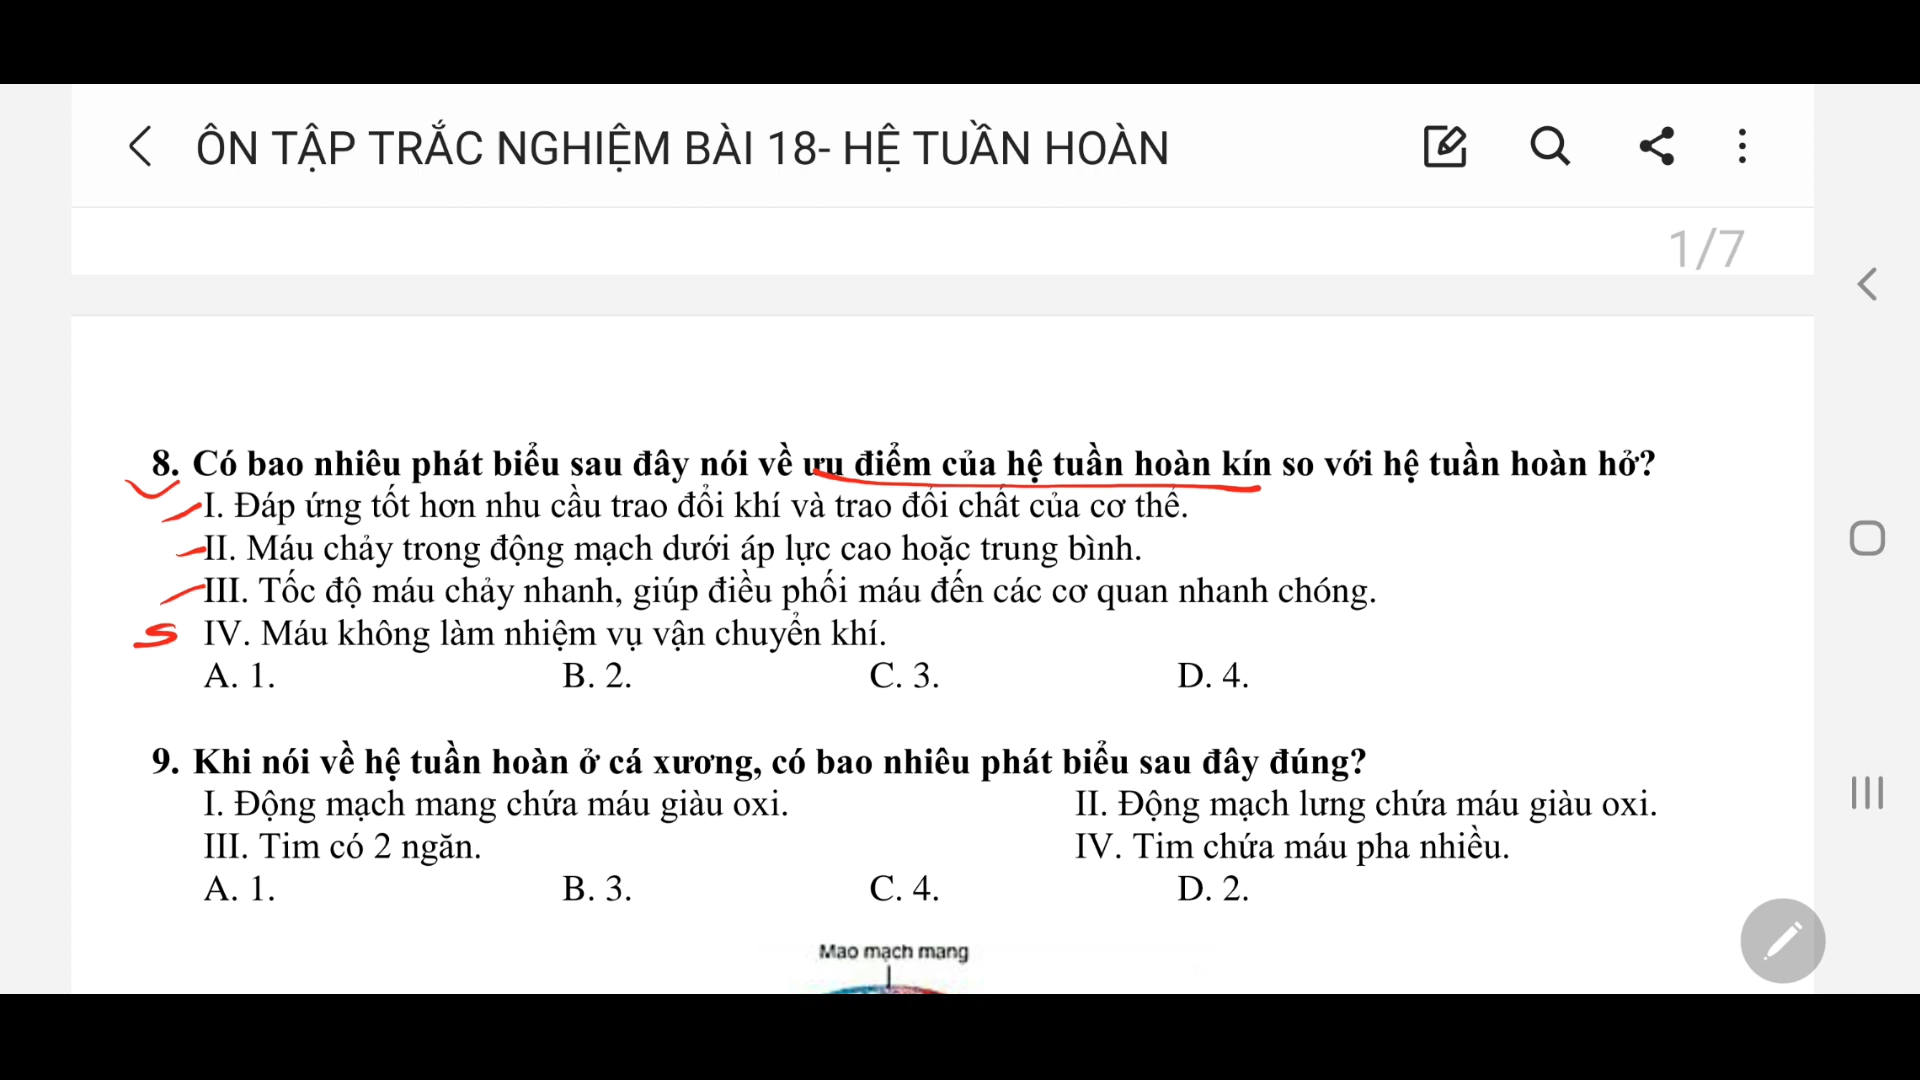 ÔN TẬP TRẮC NGHIỆM BÀI 18- HỆ TUẦN HOÀN
1/7
8. Có bao nhiêu phát biểu sau đây nói về ưu điểm của hệ tuần hoàn kín so với hệ tuần hoàn hở?
I. Đáp ứng tốt hơn nhu cầu trao đổi khí và trao đổi chất của cơ thể.
II. Máu chảy trong động mạch dưới áp lực cao hoặc trung bình.
III. Tốc độ máu chảy nhanh, giúp điều phối máu đến các cơ quan nhanh chóng.
S IV. Máu không làm nhiệm vụ vận chuyển khí.
A. 1. B. 2. C. 3. D. 4.
9. Khi nói về hệ tuần hoàn ở cá xương, có bao nhiêu phát biểu sau đây đúng?
I. Động mạch mang chứa máu giàu oxi. II. Động mạch lưng chứa máu giàu oxi.
III. Tim có 2 ngăn. IV. Tim chứa máu pha nhiều.
A. 1. B. 3. C. 4. D. 2.
Mao mạch mang